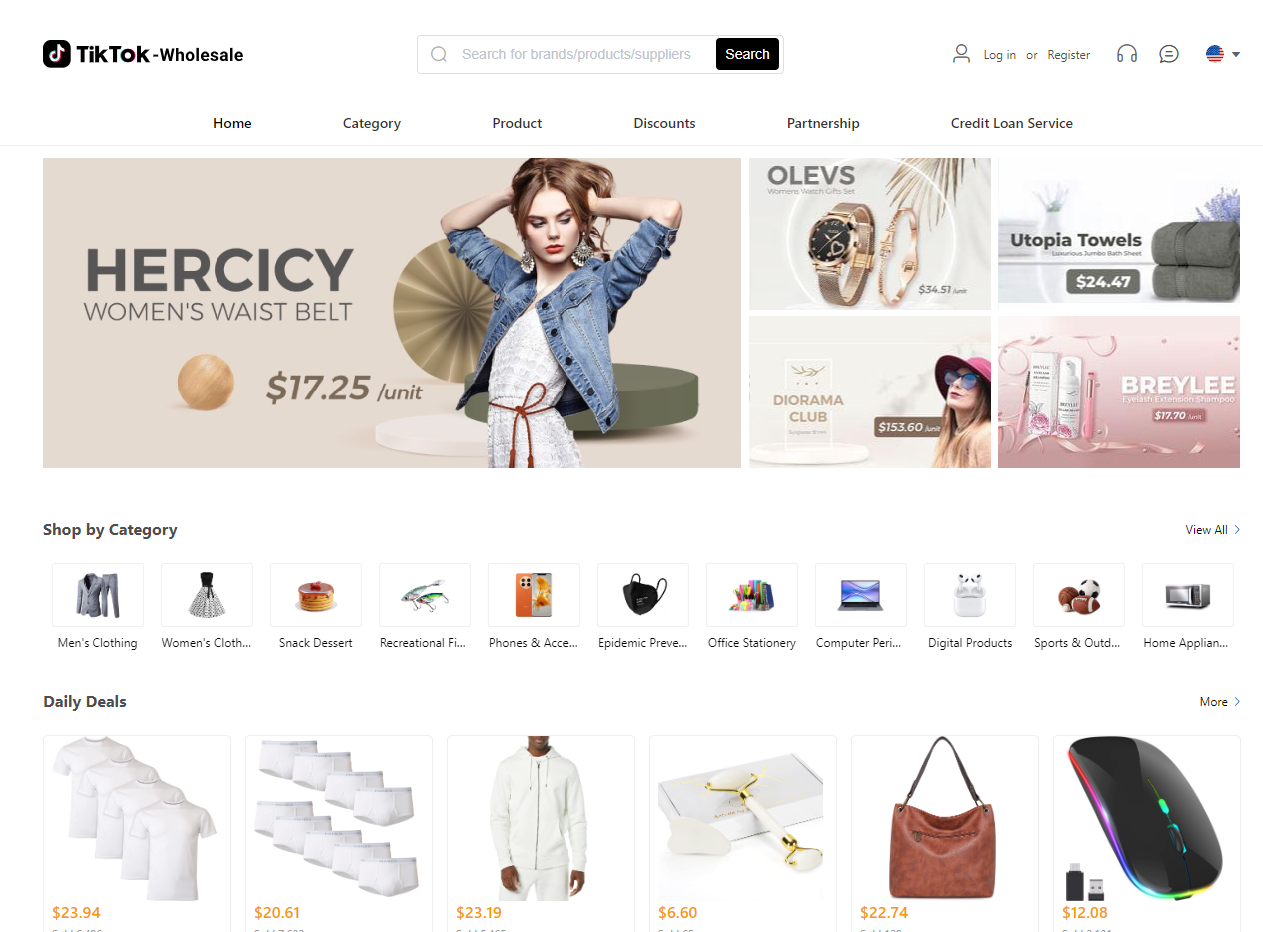 TikTok-Wholesale
Search for brands/products/suppliers
Search
Log in or Register
Home
Category
Product
Discounts
Partnership
Credit Loan Service
HERCICY
WOMEN'S WAIST BELT
$17.25 /unit
OLEVS
Womens Watch Gifts Set
$34.51 /unit
Utopia Towels
Luxurious Jumbo Bath Sheet
$24.47
DIORAMA
CLUB
$153.60 /unit
BREYLEE
Eyelash Extension Shampoo
$17.70 /unit
Shop by Category
View All
Men's Clothing
Women's Cloth...
Snack Dessert
Recreational Fi...
Phones & Acce...
Epidemic Preve...
Office Stationery
Computer Peri...
Digital Products
Sports & Outd...
Home Applian...
Daily Deals
More
$23.94
$20.61
$23.19
$6.60
$22.74
$12.08